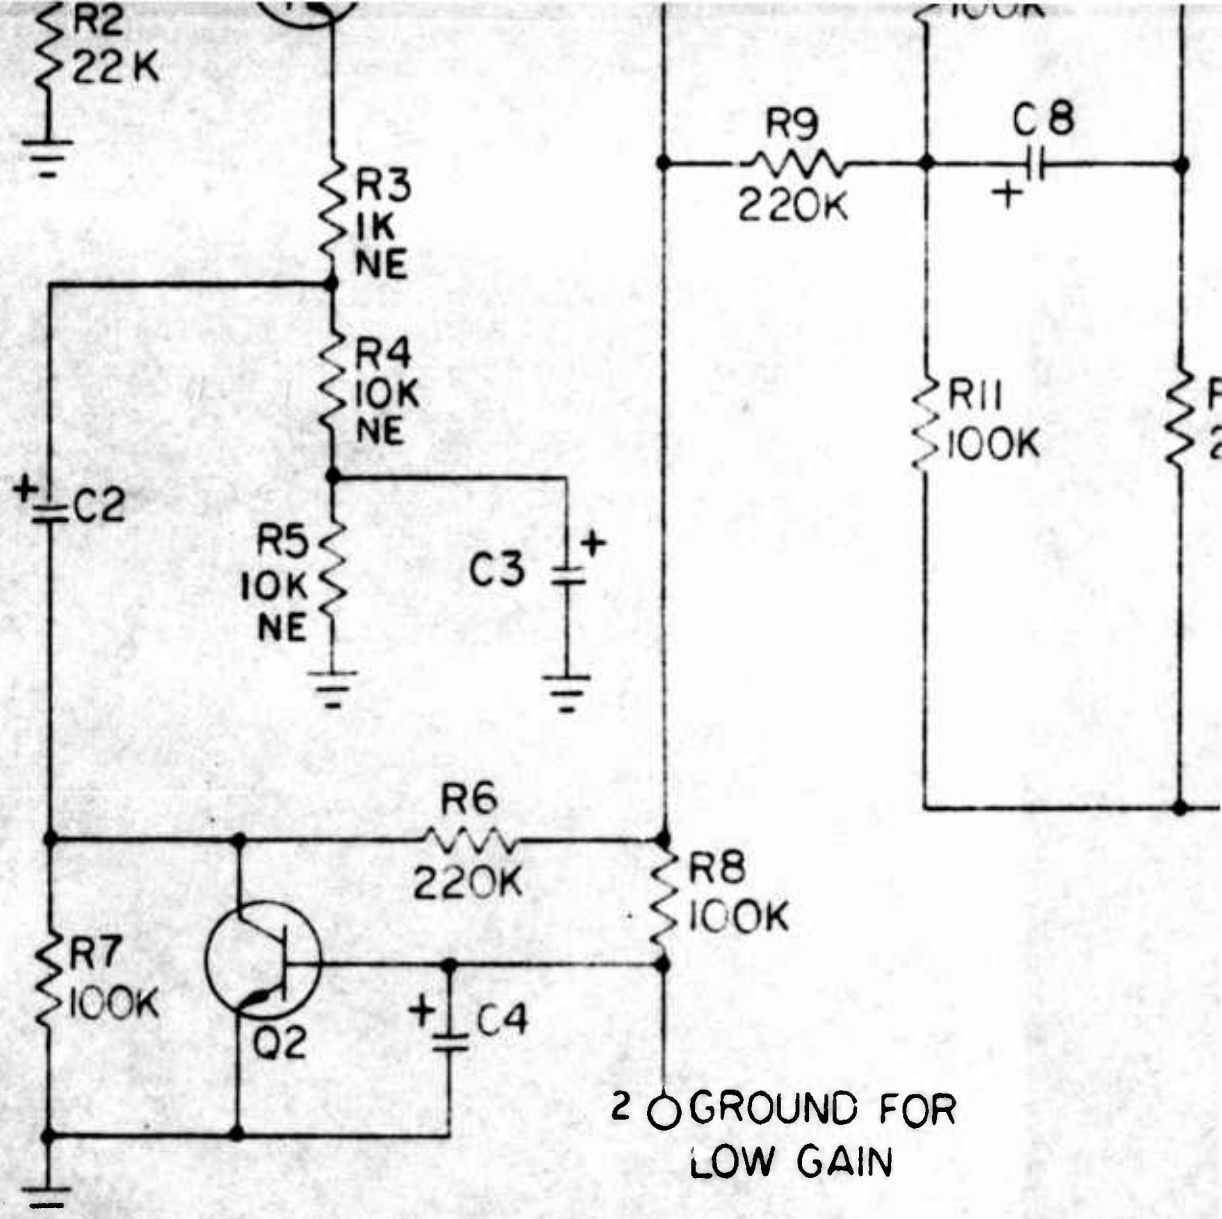 R2
22K
100K
R9
220K
C8
+
R3
1K
NE
R4
10K
NE
R11
100K
+
C2
R5
10K
NE
C3
+
R6
220K
R8
100K
R7
100K
Q2
+
C4
2 GROUND FOR
LOW GAIN